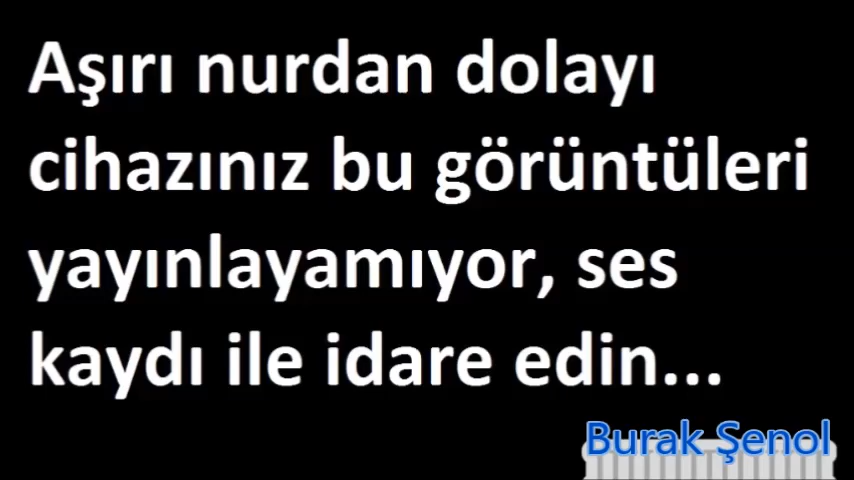 Aşırı nurdan dolayı
cihazınız bu görüntüleri
yayınlayamıyor, ses
kaydı ile idare edin...
Burak Şenol